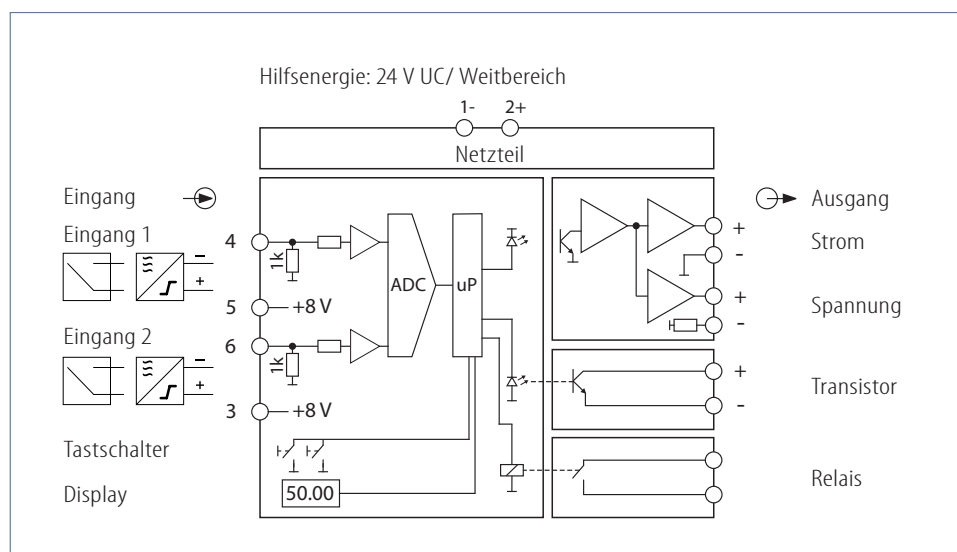 Hilfsenergie: 24 V UC/ Weitbereich
1- 2+
Netzteil
Eingang
Ausgang
Eingang 1
4
1k
ADC
uP
+
Strom
-
-
+
5
+8 V
+
Spannung
-
Eingang 2
6
1k
-
+
+
Transistor
-
3
+8 V
Tastschalter
Relais
Display
50.00